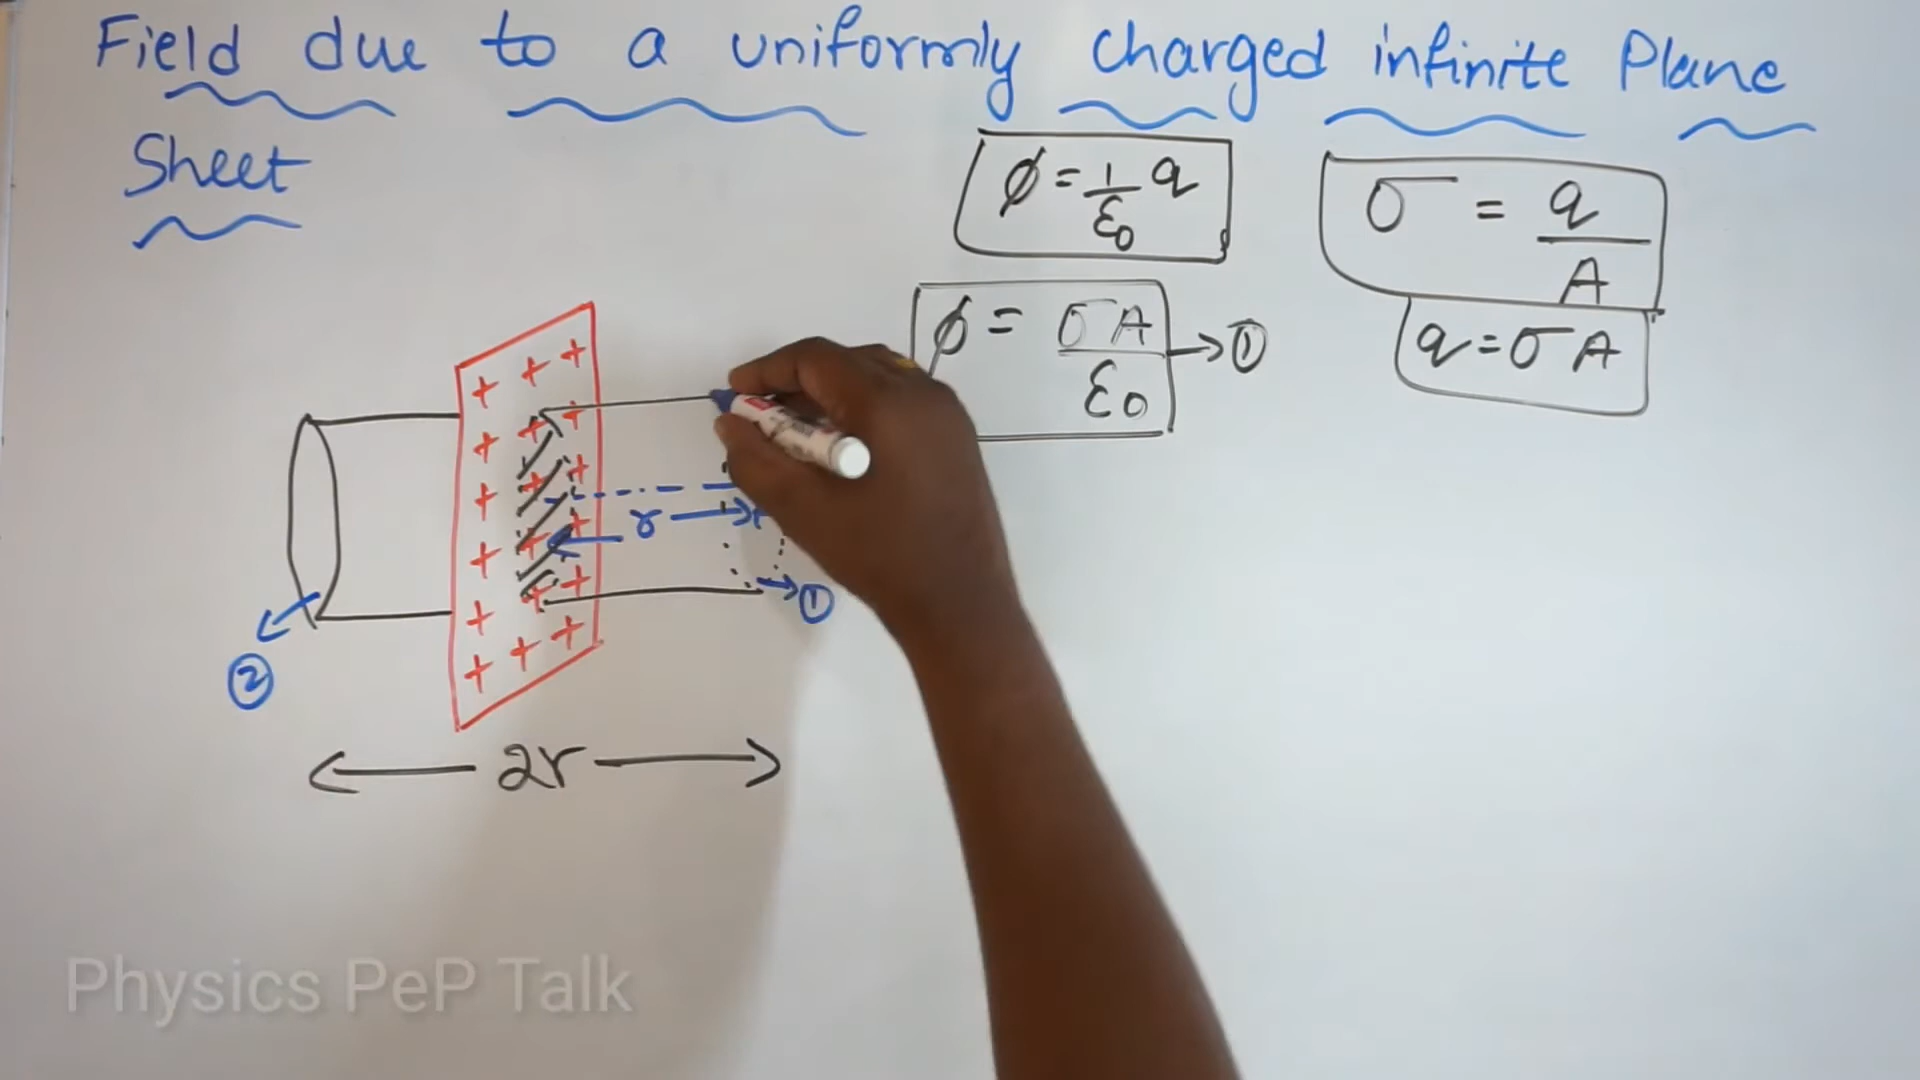 Field due to a uniformly charged infinite Plane
Sheet
ϕ = 1/ε0 q
σ = q/A
ϕ = σA/ε0 → ①
q = σA
r
①
②
2r
Physics PeP Talk